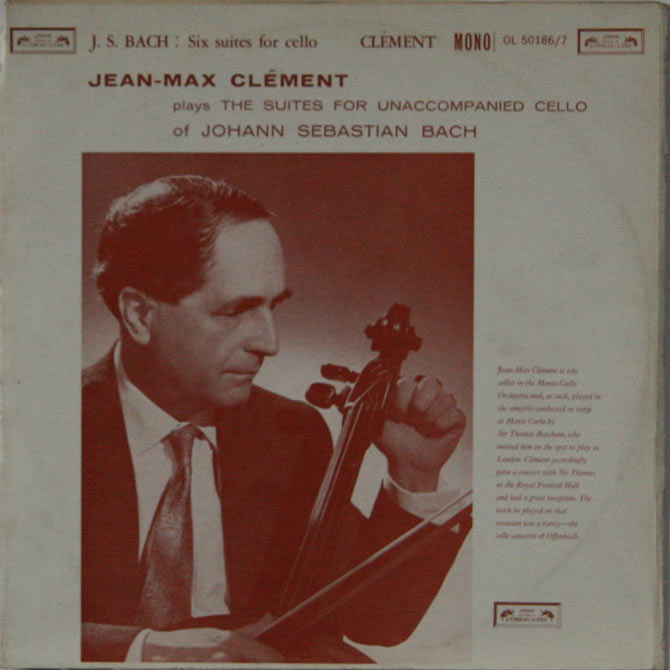 J. S. BACH : Six suites for cello CLÉMENT MONO OL 50186/7
JEAN-MAX CLÉMENT
plays THE SUITES FOR UNACCOMPANIED CELLO
of JOHANN SEBASTIAN BACH
Jean-Max Clément is solo
cellist in the Monte Carlo
Orchestra and, as such, played in
the concerts conducted in 1959
at Monte Carlo by
Sir Thomas Beecham, who
invited him on the spot to play in
London. Clément accordingly
gave a concert with Sir Thomas
at the Royal Festival Hall
and had a great reception. The
work he played on that
occasion was a rarity—the
cello concerto of Offenbach.